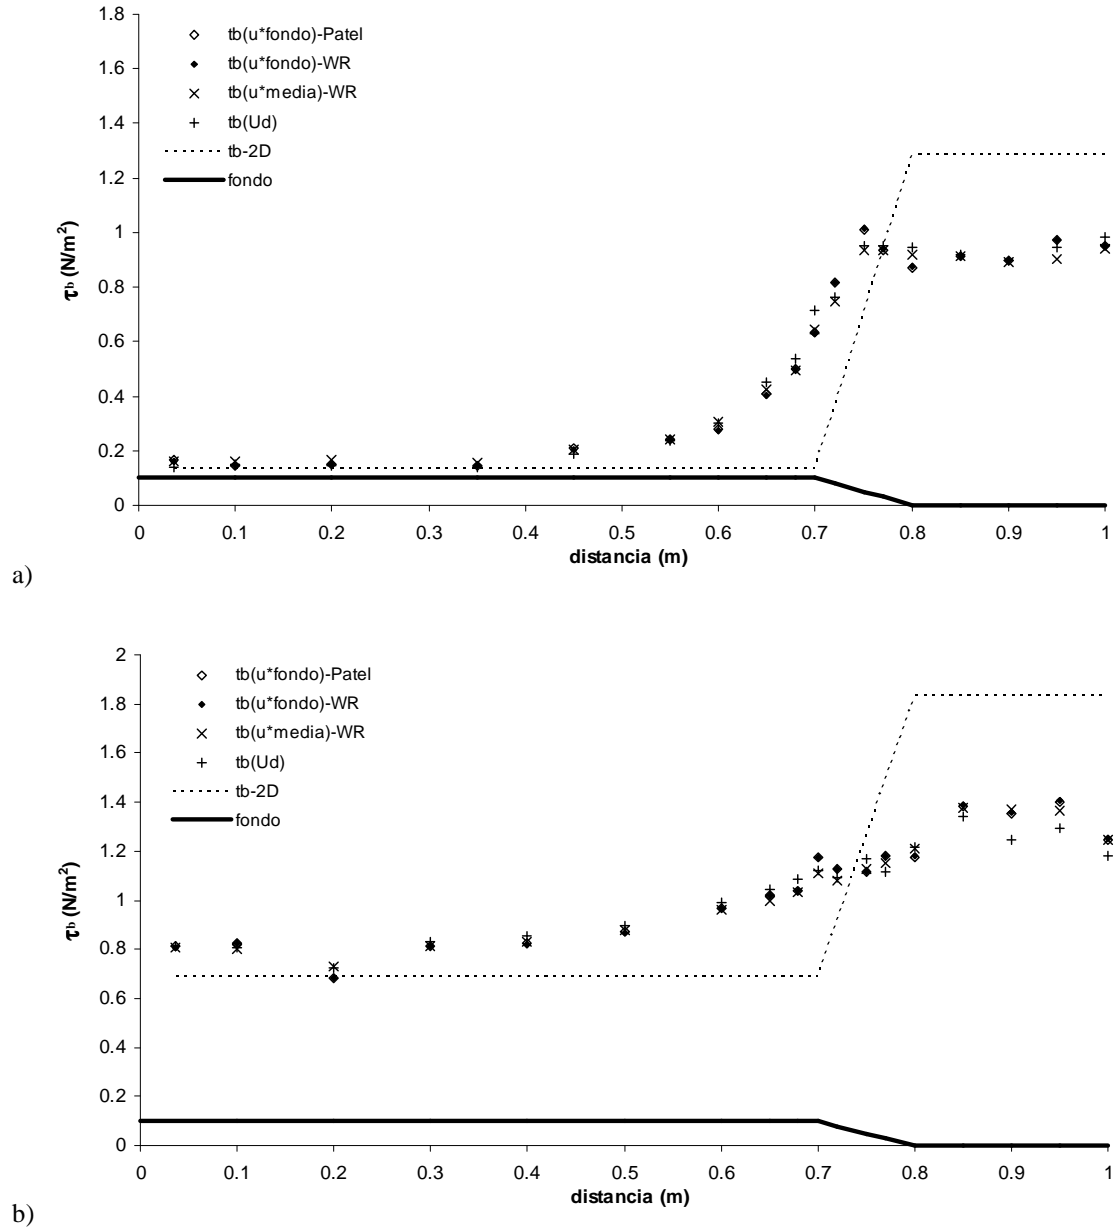 1.8
1.6
1.4
1.2
1
0.8
0.6
0.4
0.2
0
τb (N/m²)
tb(u*fondo)-Patel
tb(u*fondo)-WR
tb(u*media)-WR
tb(Ud)
tb-2D
fondo
0 0.1 0.2 0.3 0.4 0.5 0.6 0.7 0.8 0.9 1
distancia (m)
a)
2
1.8
1.6
1.4
1.2
1
0.8
0.6
0.4
0.2
0
τb (N/m²)
tb(u*fondo)-Patel
tb(u*fondo)-WR
tb(u*media)-WR
tb(Ud)
tb-2D
fondo
0 0.1 0.2 0.3 0.4 0.5 0.6 0.7 0.8 0.9 1
distancia (m)
b)